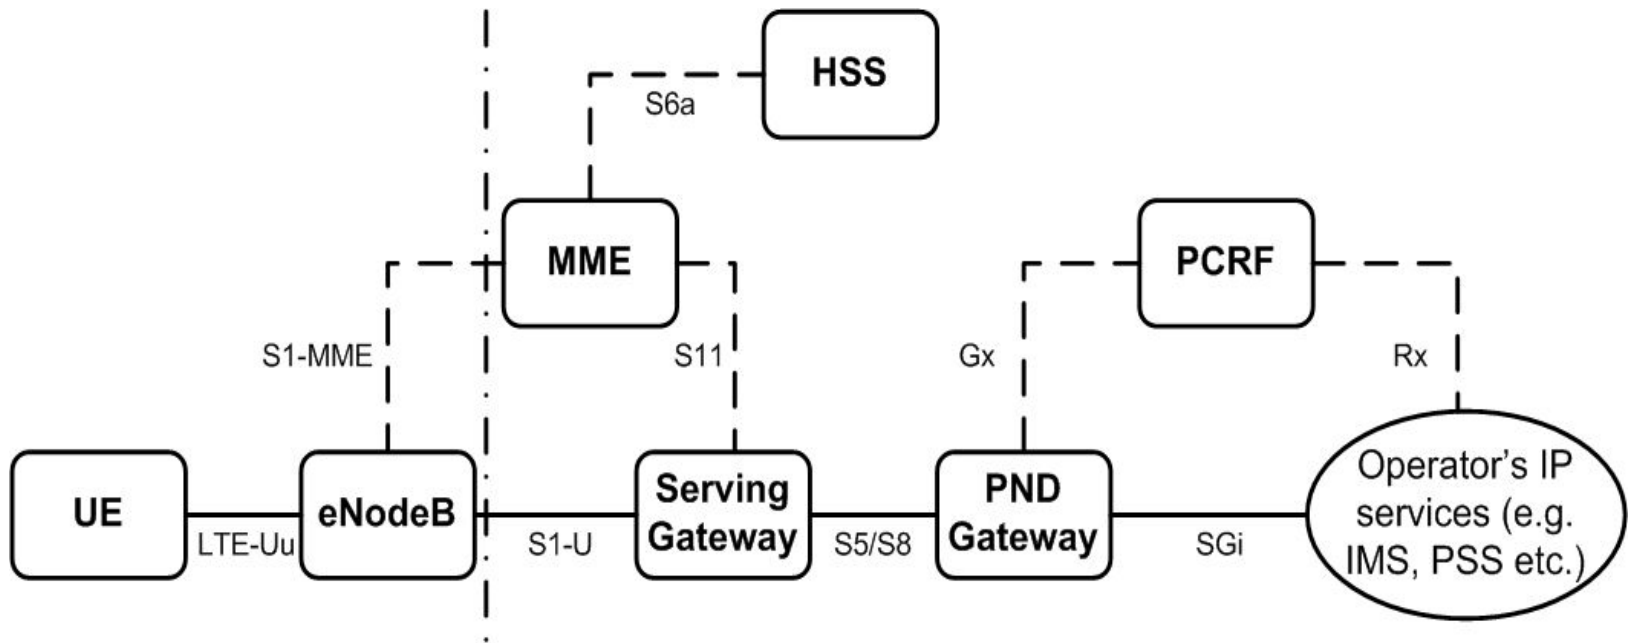 HSS
S6a
MME
PCRF
S1-MME
S11
Gx
Rx
UE
LTE-Uu
eNodeB
S1-U
Serving
Gateway
S5/S8
PND
Gateway
SGi
Operator’s IP
services (e.g.
IMS, PSS etc.)